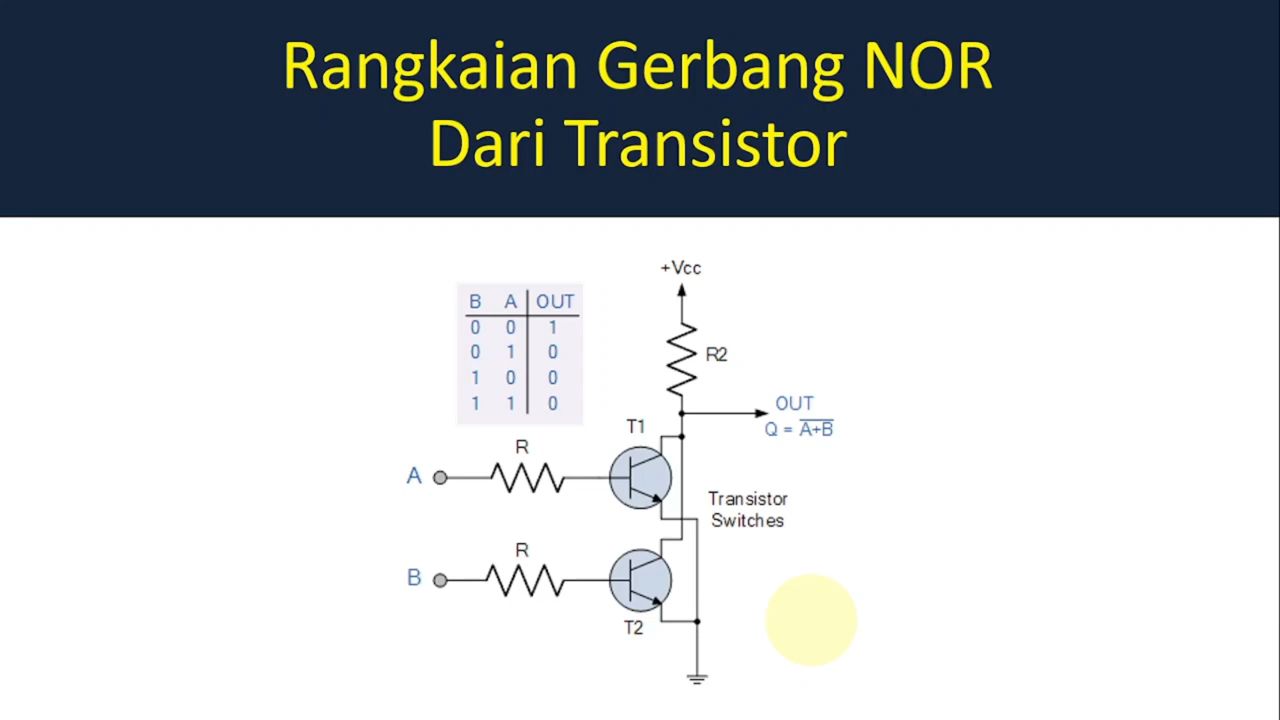 Rangkaian Gerbang NOR
Dari Transistor
+Vcc
B A OUT
0 0 1
0 1 0
1 0 0
1 1 0
R2
OUT
Q = A+B
T1
R
A
Transistor
Switches
R
B
T2